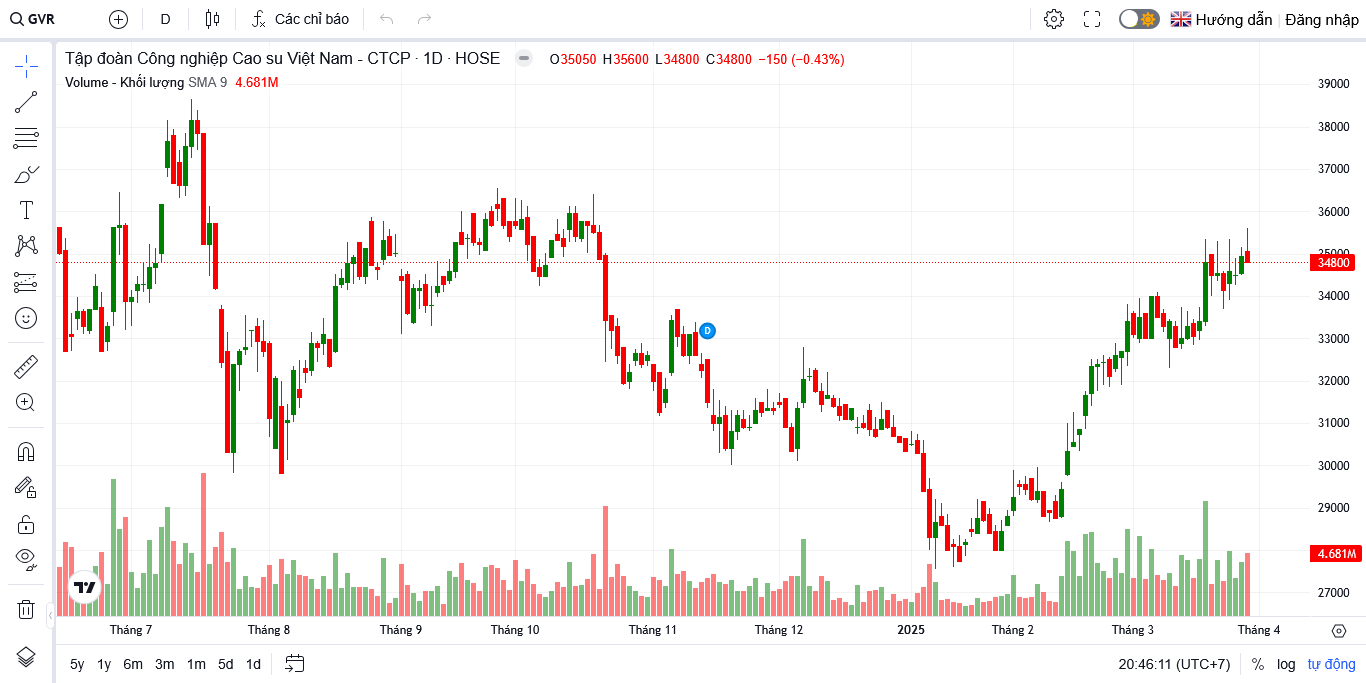 GVR D Các chỉ báo Hướng dẫn Đăng nhập
Tập đoàn Công nghiệp Cao su Việt Nam - CTCP · 1D · HOSE O35050 H35600 L34800 C34800 −150 (−0.43%)
Volume - Khối lượng SMA 9 4.681M
39000
38000
37000
36000
35000
34800
34000
33000
D
32000
31000
30000
29000
4.681M
27000
Tháng 7 Tháng 8 Tháng 9 Tháng 10 Tháng 11 Tháng 12 2025 Tháng 2 Tháng 3 Tháng 4
5y 1y 6m 3m 1m 5d 1d 20:46:11 (UTC+7) % log tự động